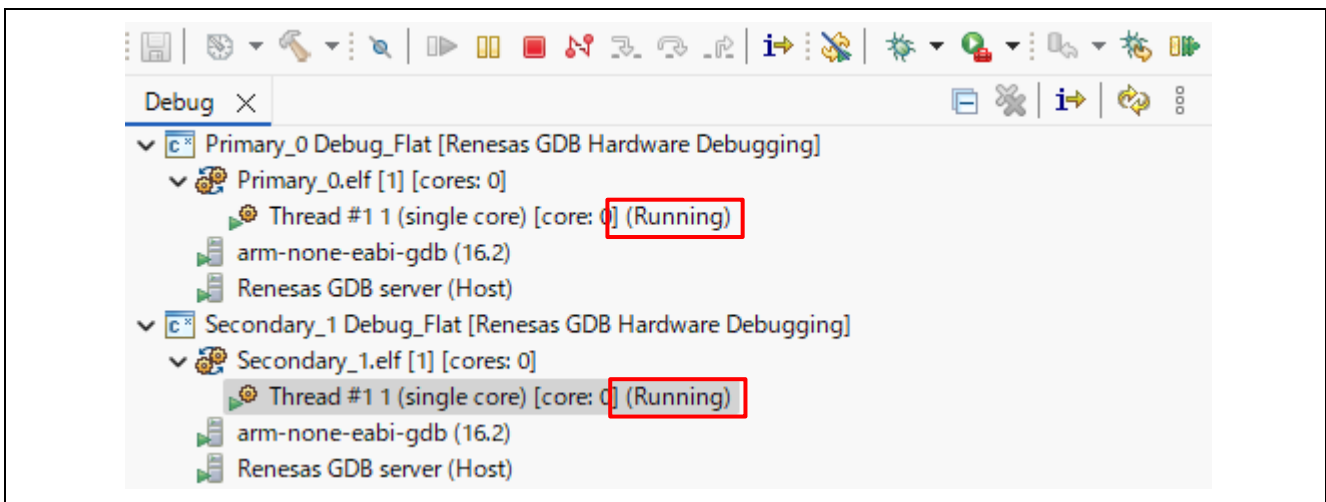 Debug
Primary_0 Debug_Flat [Renesas GDB Hardware Debugging]
Primary_0.elf [1] [cores: 0]
Thread #1 1 (single core) [core: 0] (Running)
arm-none-eabi-gdb (16.2)
Renesas GDB server (Host)
Secondary_1 Debug_Flat [Renesas GDB Hardware Debugging]
Secondary_1.elf [1] [cores: 0]
Thread #1 1 (single core) [core: 0] (Running)
arm-none-eabi-gdb (16.2)
Renesas GDB server (Host)